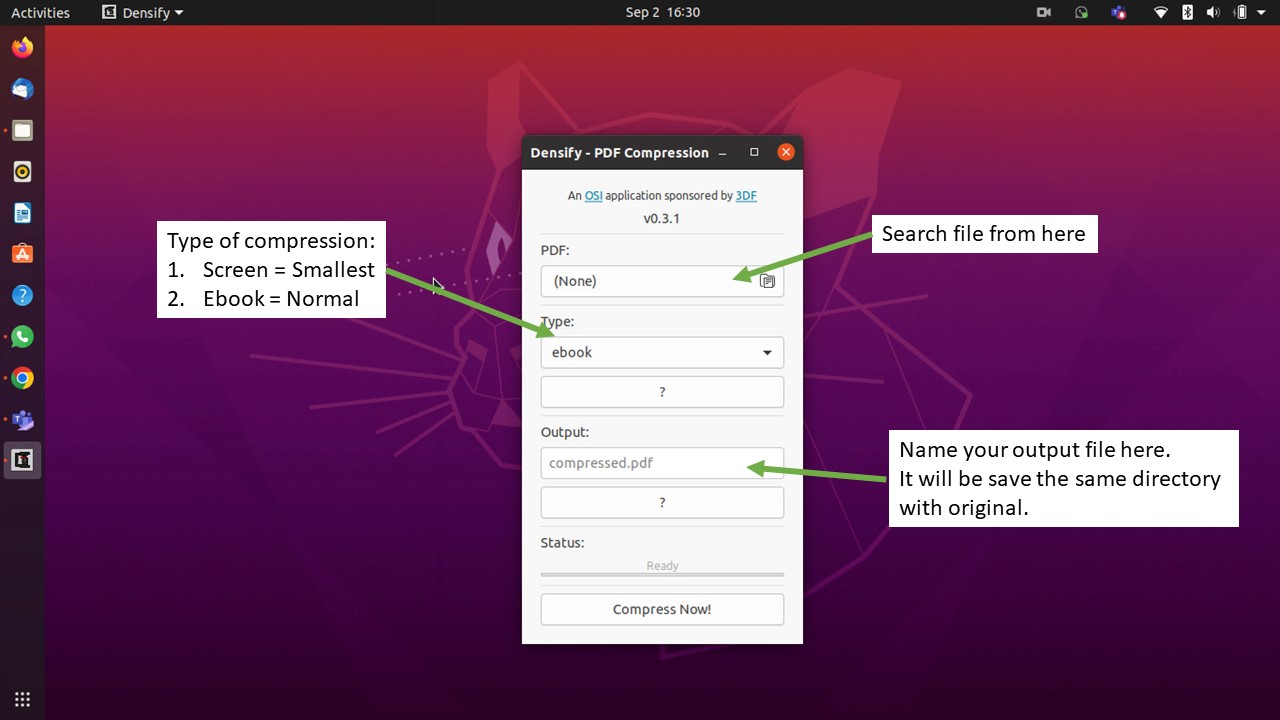 Activities
Densify
Sep 2 16:30
Densify - PDF Compression
An OSI application sponsored by 3DF
v0.3.1
PDF:
(None)
Type:
ebook
?
Output:
compressed.pdf
?
Status:
Ready
Compress Now!
Type of compression:
1. Screen = Smallest
2. Ebook = Normal
Search file from here
Name your output file here.
It will be save the same directory
with original.